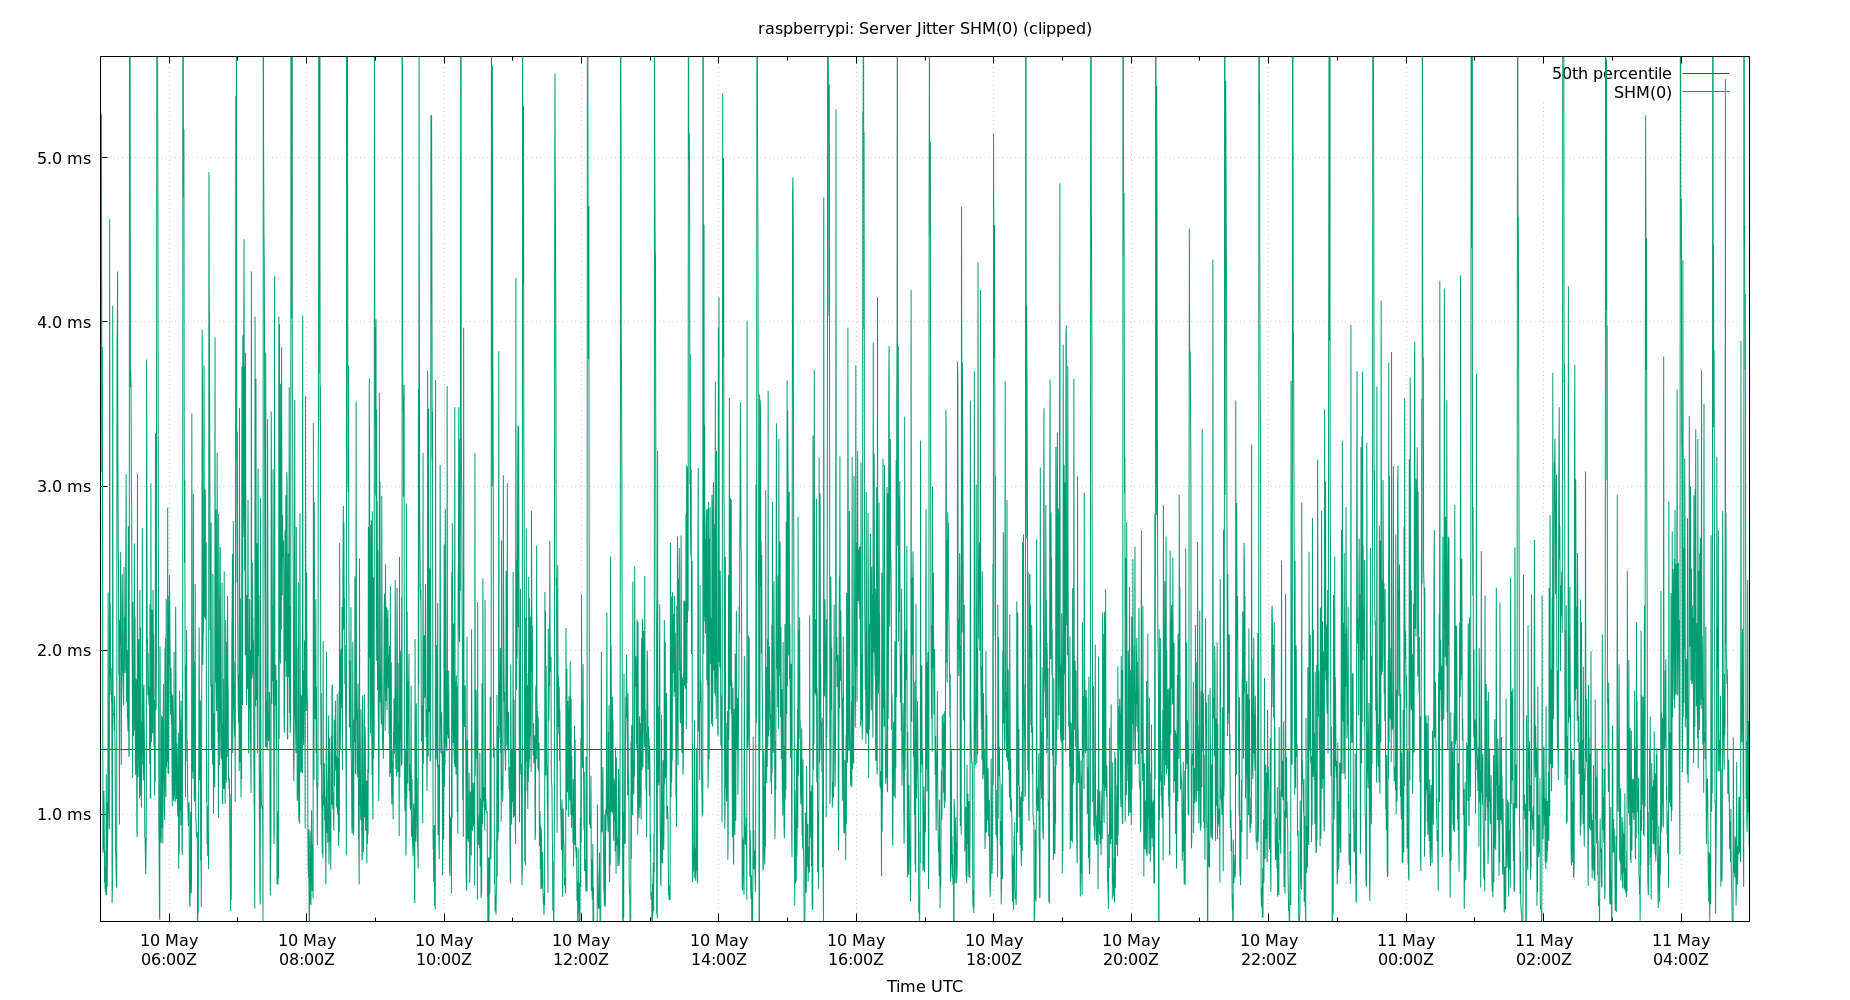 raspberrypi: Server Jitter SHM(0) (clipped)
50th percentile
SHM(0)
5.0 ms
4.0 ms
3.0 ms
2.0 ms
1.0 ms
10 May 10 May 10 May 10 May 10 May 10 May 10 May 10 May 10 May 11 May 11 May 11 May
06:00Z 08:00Z 10:00Z 12:00Z 14:00Z 16:00Z 18:00Z 20:00Z 22:00Z 00:00Z 02:00Z 04:00Z
Time UTC